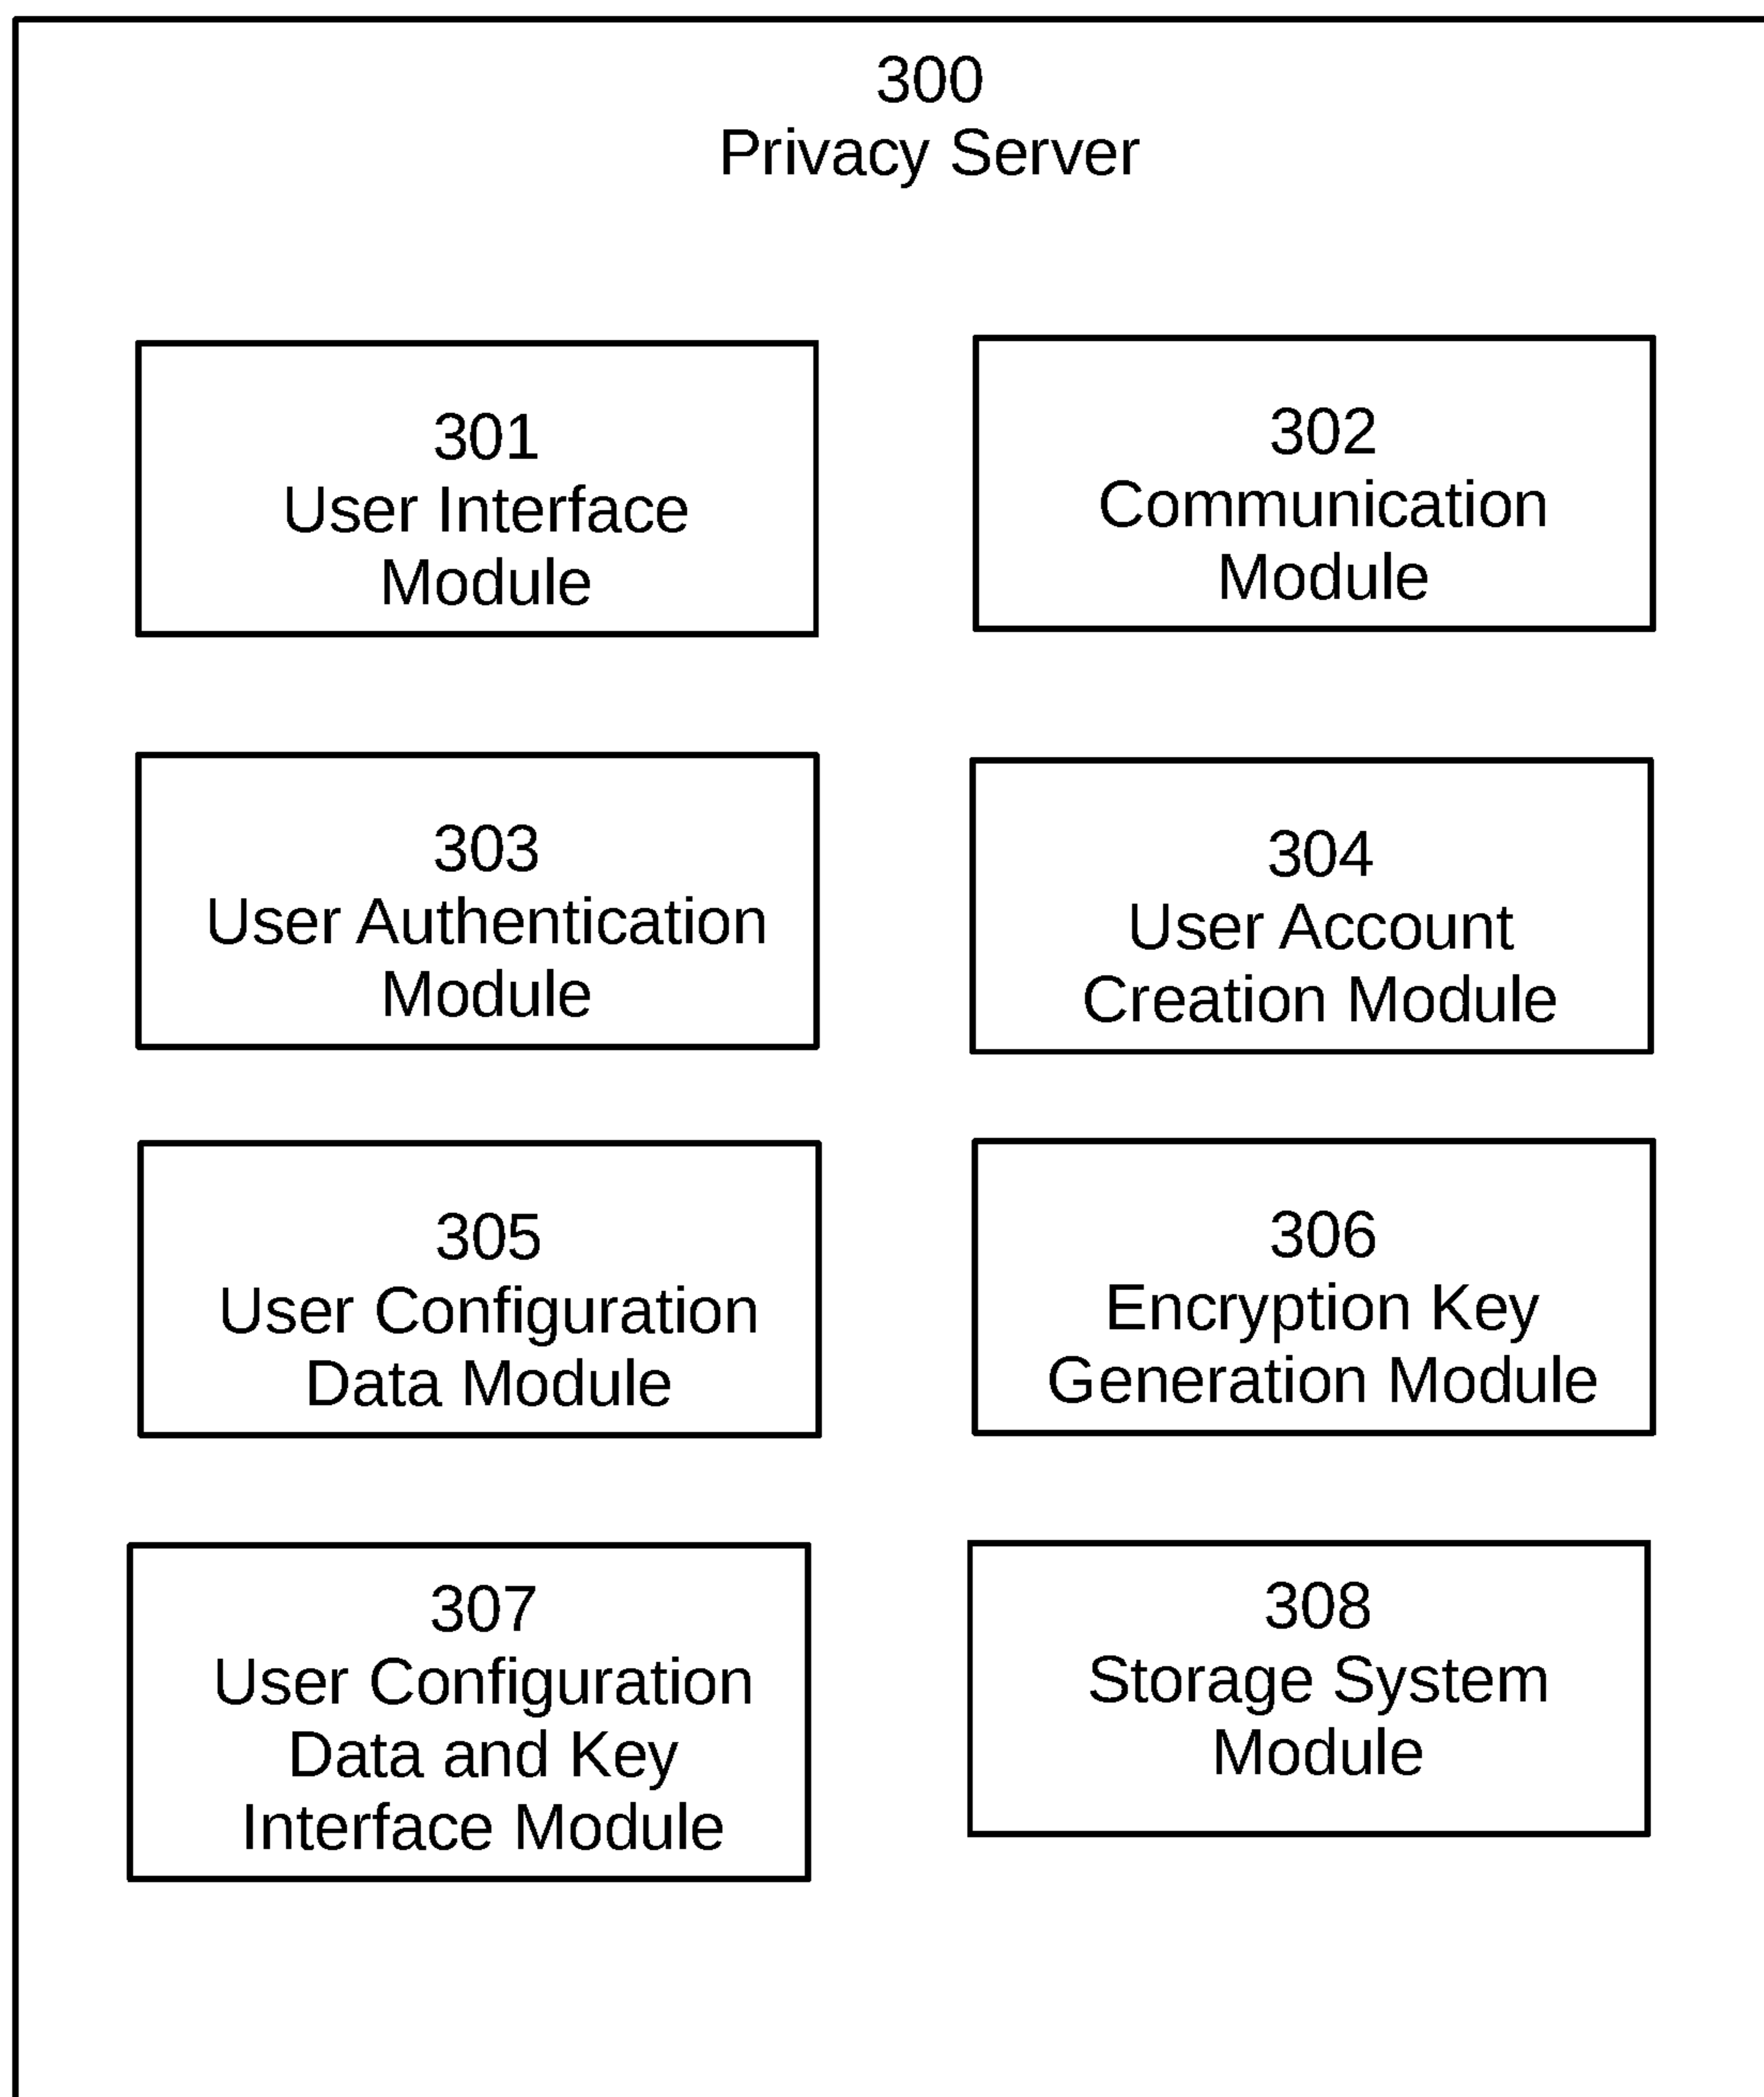 300
Privacy Server
301
User Interface
Module
302
Communication
Module
303
User Authentication
Module
304
User Account
Creation Module
305
User Configuration
Data Module
306
Encryption Key
Generation Module
307
User Configuration
Data and Key
Interface Module
308
Storage System
Module